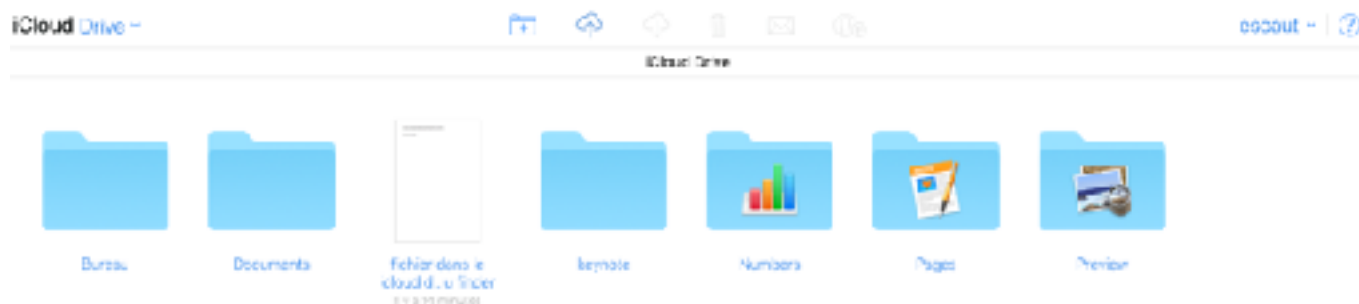 iCloud Drive
escout
iCloud Drive
Bureau
Documents
fichier dans le
icloud du finder
keynote
Numbers
Pages
Preview